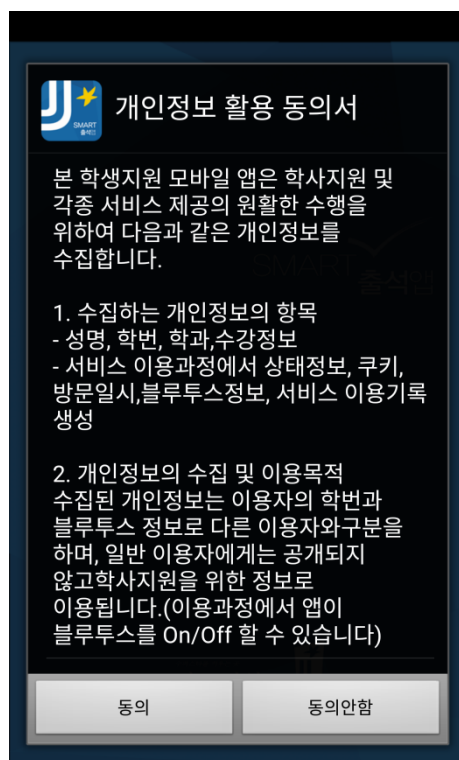 SMART
출석앱
개인정보 활용 동의서
본 학생지원 모바일 앱은 학사지원 및
각종 서비스 제공의 원활한 수행을
위하여 다음과 같은 개인정보를
수집합니다.
SMART
출석앱
1. 수집하는 개인정보의 항목
- 성명, 학번, 학과,수강정보
- 서비스 이용과정에서 상태정보, 쿠키,
방문일시,블루투스정보, 서비스 이용기록
생성
2. 개인정보의 수집 및 이용목적
수집된 개인정보는 이용자의 학번과
블루투스 정보로 다른 이용자와구분을
하며, 일반 이용자에게는 공개되지
않고학사지원을 위한 정보로
이용됩니다.(이용과정에서 앱이
블루투스를 On/Off 할 수 있습니다)
동의
동의안함